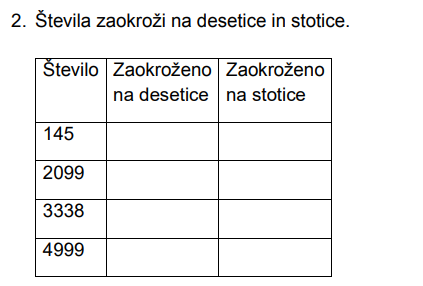 2. Števila zaokroži na desetice in stotice.
Število Zaokroženo na desetice Zaokroženo na stotice
145
2099
3338
4999